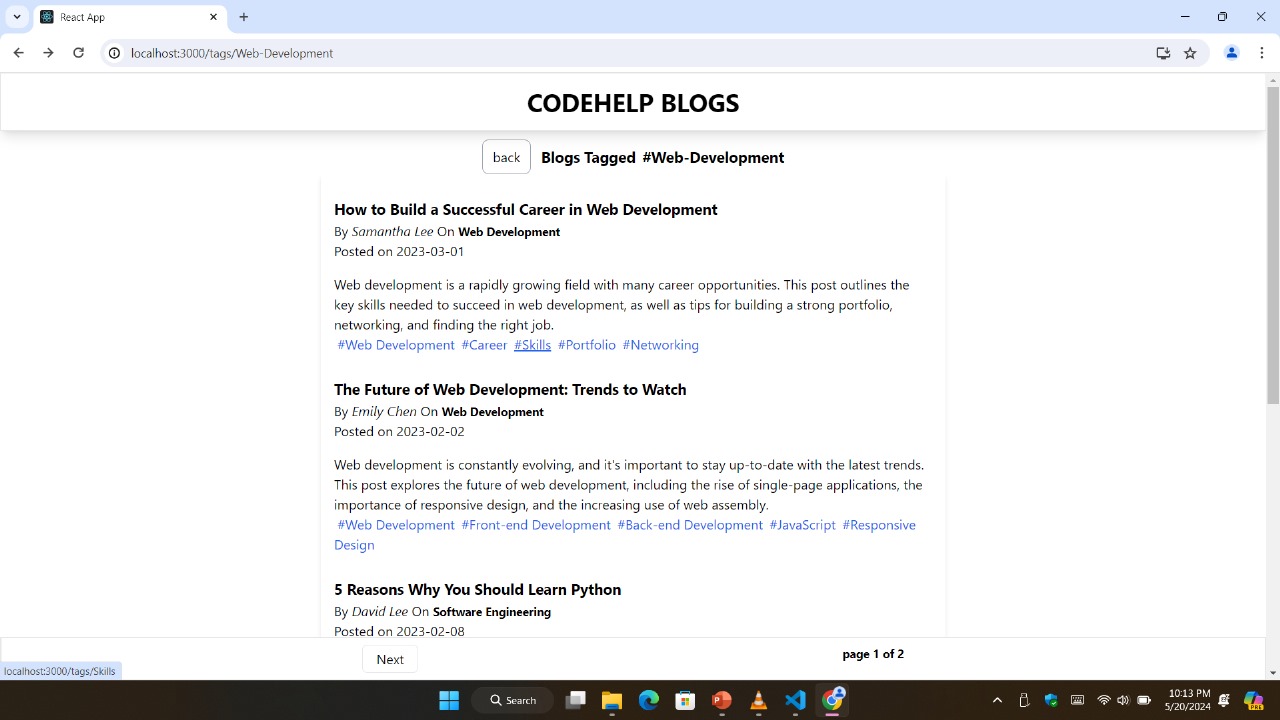 React App
localhost:3000/tags/Web-Development
CODEHELP BLOGS
back
Blogs Tagged #Web-Development
How to Build a Successful Career in Web Development
By Samantha Lee On Web Development
Posted on 2023-03-01
Web development is a rapidly growing field with many career opportunities. This post outlines the
key skills needed to succeed in web development, as well as tips for building a strong portfolio,
networking, and finding the right job.
#Web Development #Career #Skills #Portfolio #Networking
The Future of Web Development: Trends to Watch
By Emily Chen On Web Development
Posted on 2023-02-02
Web development is constantly evolving, and it's important to stay up-to-date with the latest trends.
This post explores the future of web development, including the rise of single-page applications, the
importance of responsive design, and the increasing use of web assembly.
#Web Development #Front-end Development #Back-end Development #JavaScript #Responsive
Design
5 Reasons Why You Should Learn Python
By David Lee On Software Engineering
Posted on 2023-02-08
Next
page 1 of 2
localhost:3000/tags/Skills
Search
10:13 PM
5/20/2024
PRE